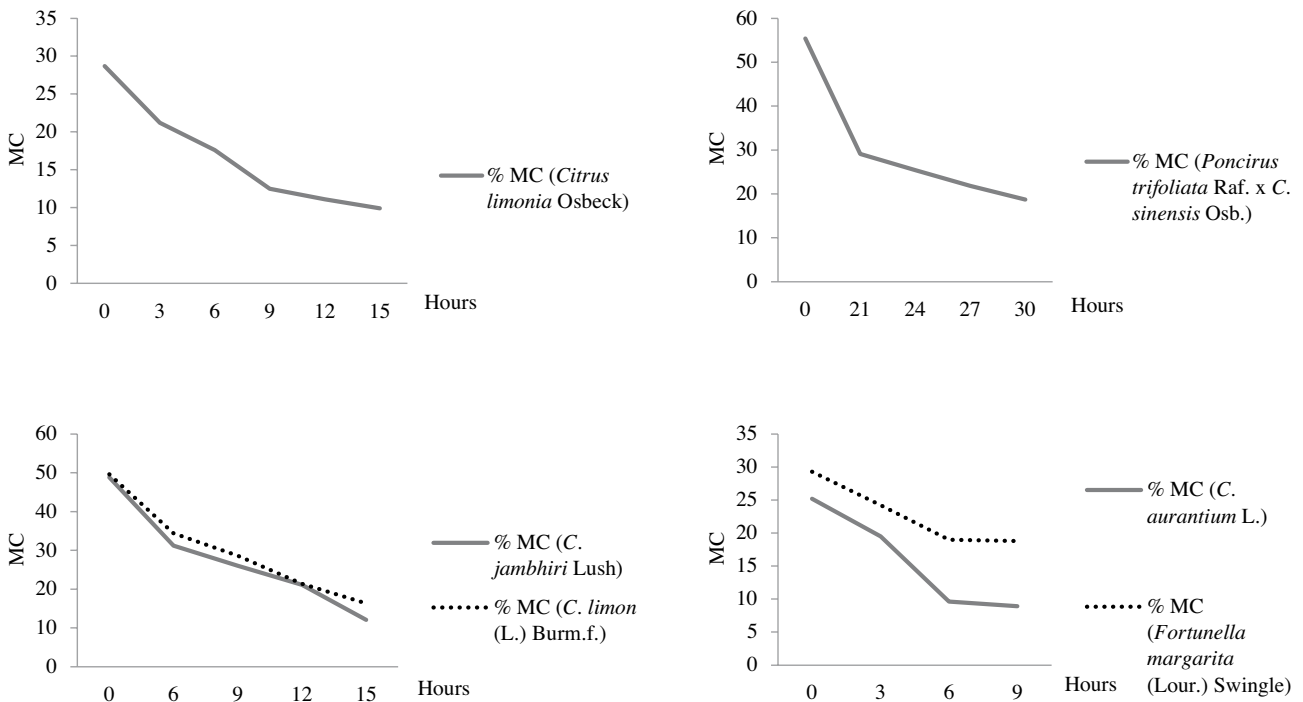 35
30
25
20
15
10
5
0
MC
0 3 6 9 12 15
Hours
% MC (Citrus
limonia Osbeck)
60
50
40
30
20
10
0
MC
0 21 24 27 30
Hours
% MC (Poncirus
trifoliata Raf. x C.
sinensis Osb.)
60
50
40
30
20
10
0
MC
0 6 9 12 15
Hours
% MC (C.
jambhiri Lush)
% MC (C. limon
(L.) Burm.f.)
35
30
25
20
15
10
5
0
MC
0 3 6 9
Hours
% MC (C.
aurantium L.)
% MC
(Fortunella
margarita
(Lour.) Swingle)